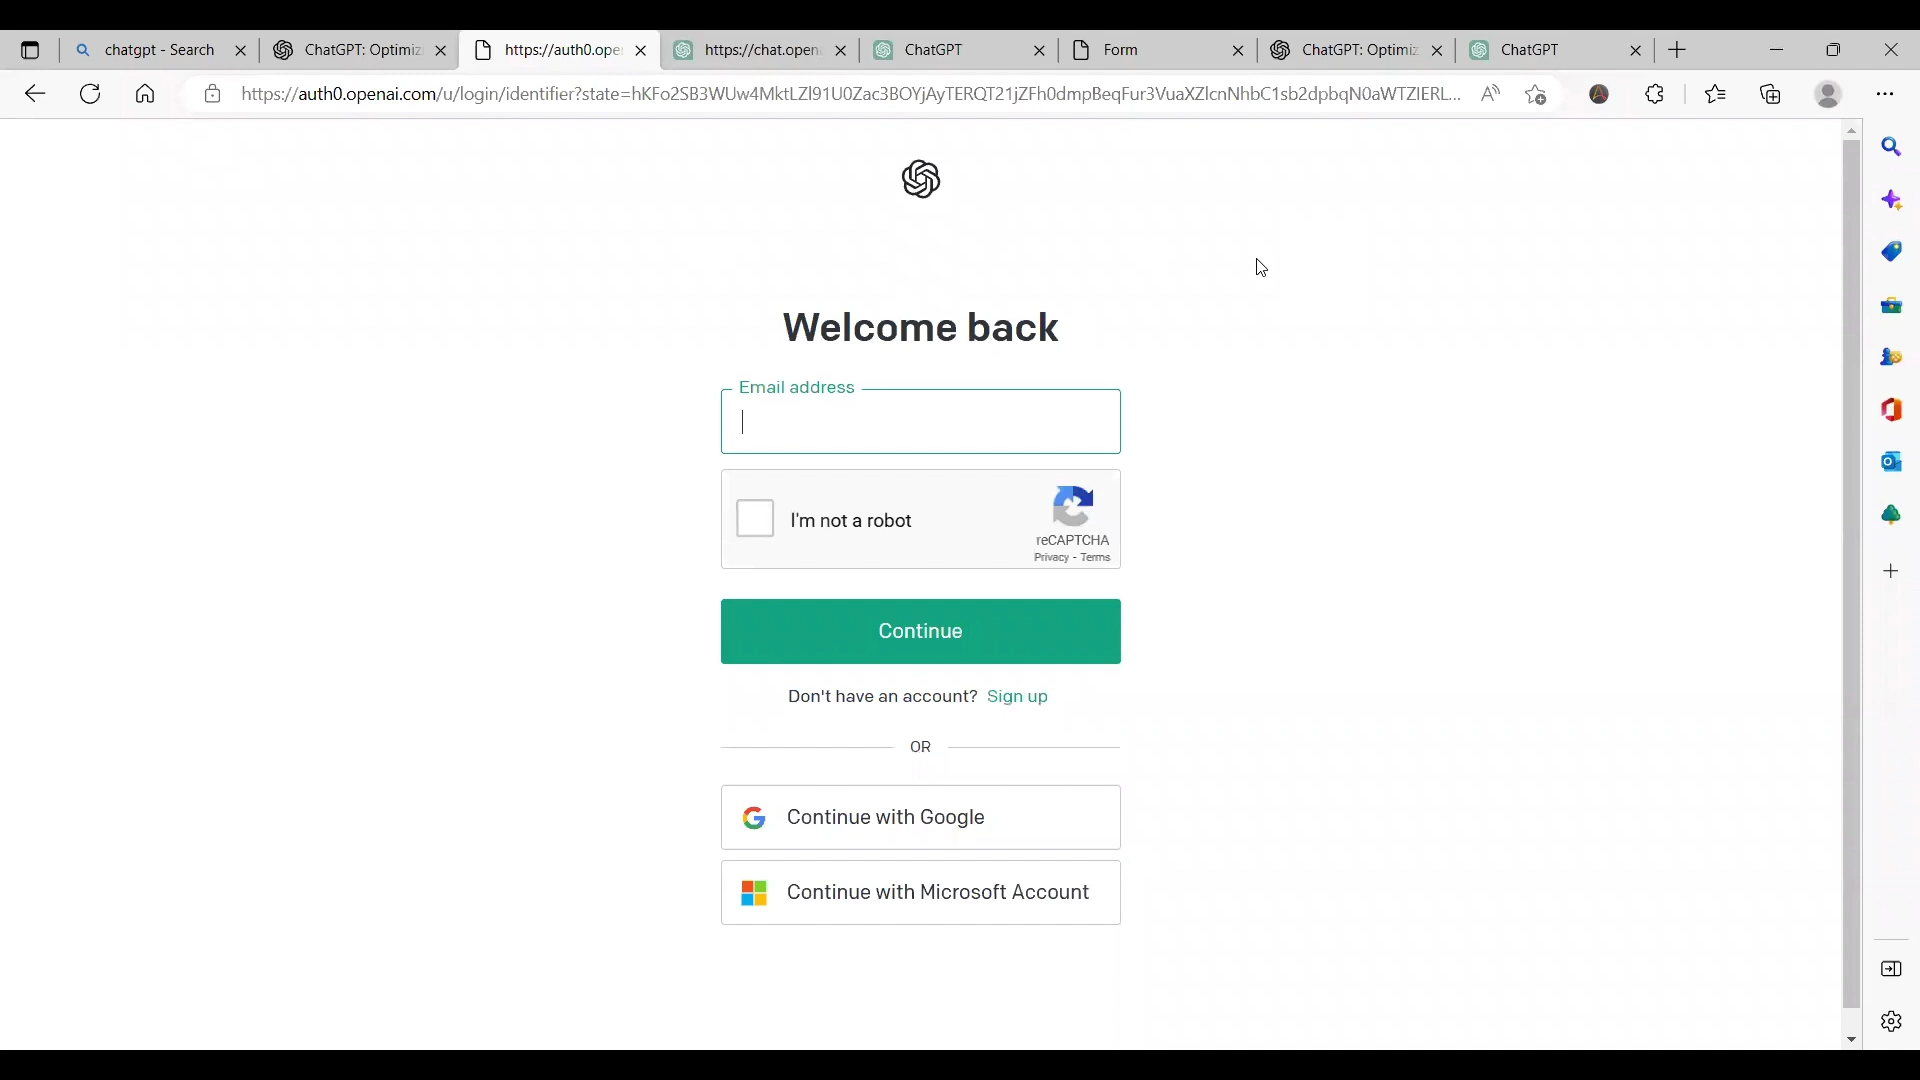 chatgpt - Search
ChatGPT: Optimiz
https://auth0.ope
https://chat.open
ChatGPT
Form
ChatGPT: Optimiz
ChatGPT
https://auth0.openai.com/u/login/identifier?state=hKFo2SB3WUw4MktLZl91U0Zac3BOYjAyTERQT21jZFh0dmpBeqFur3VuaXZlcnNhbC1sb2dpbqN0aWTZIERL...
Welcome back
Email address
I'm not a robot
reCAPTCHA
Privacy - Terms
Continue
Don't have an account? Sign up
OR
Continue with Google
Continue with Microsoft Account